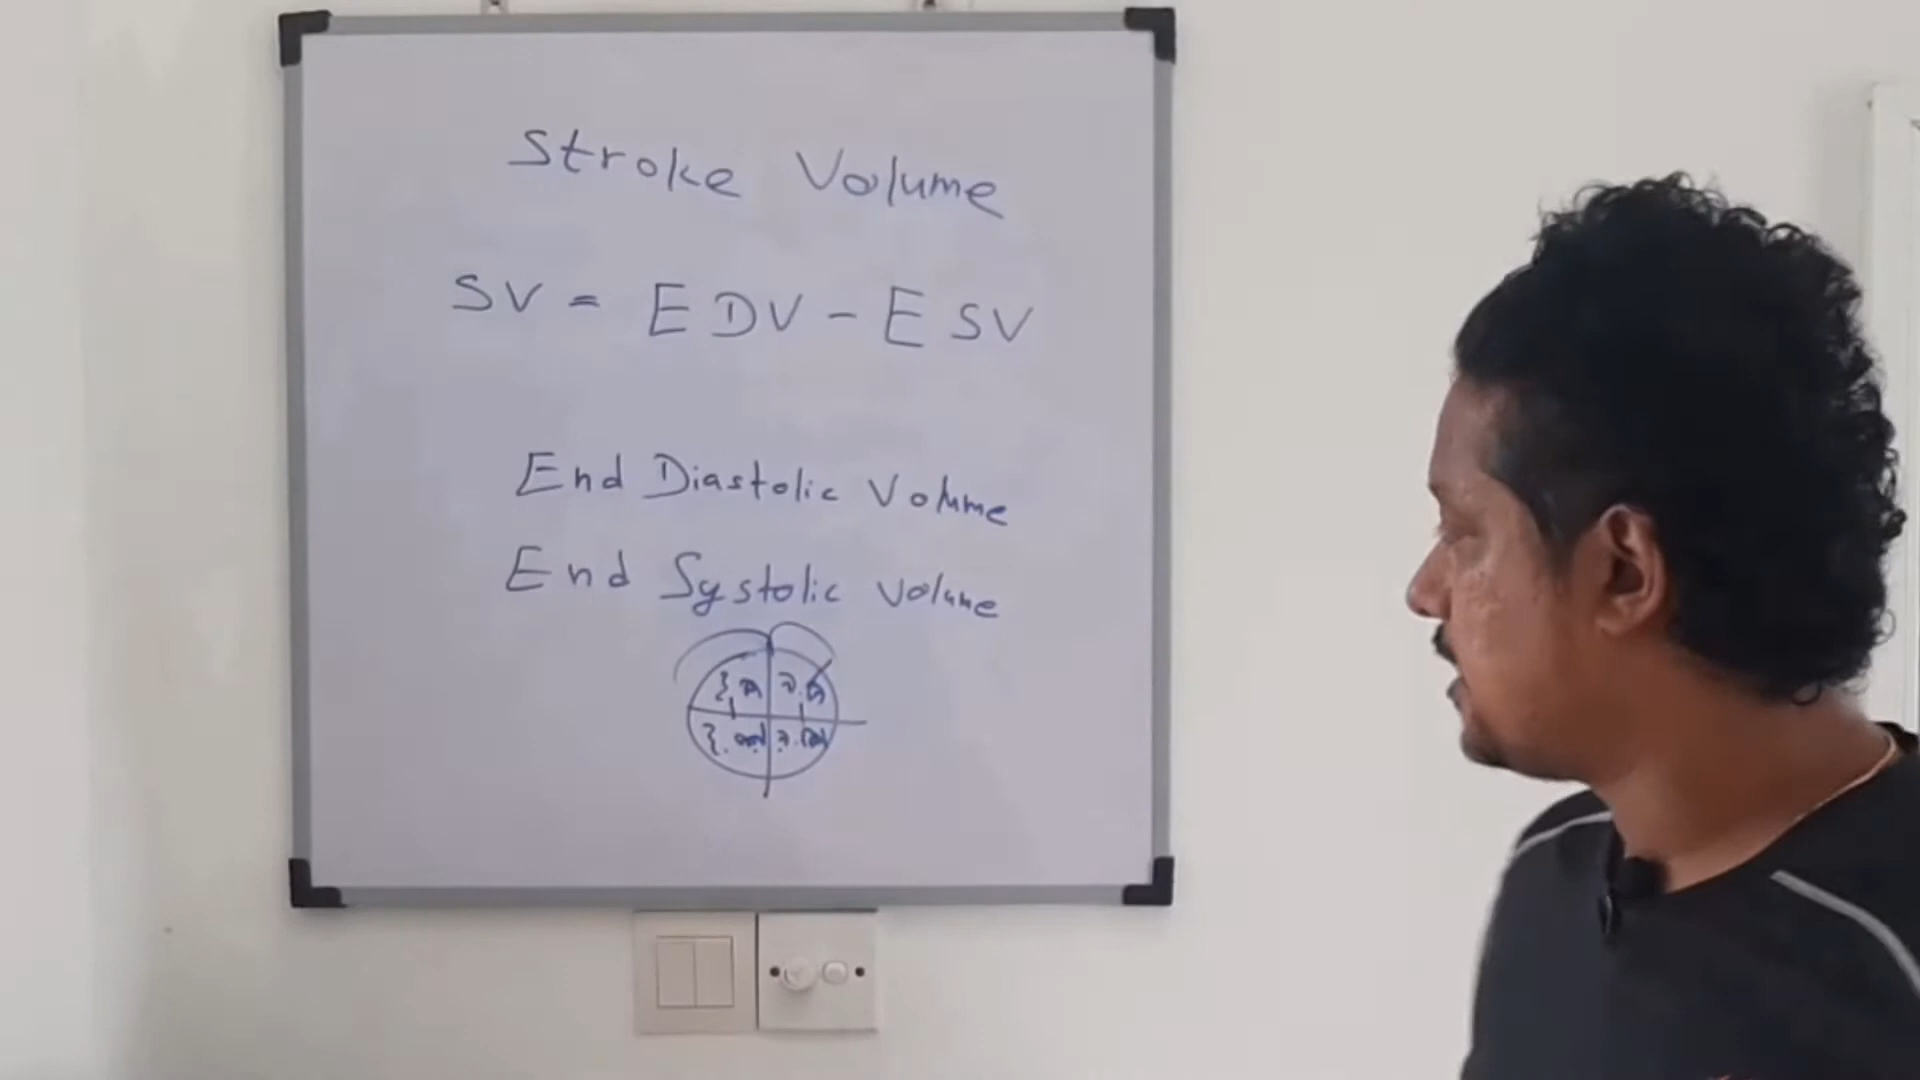 Stroke Volume
SV = EDV - ESV
End Diastolic Volume
End Systolic Volume